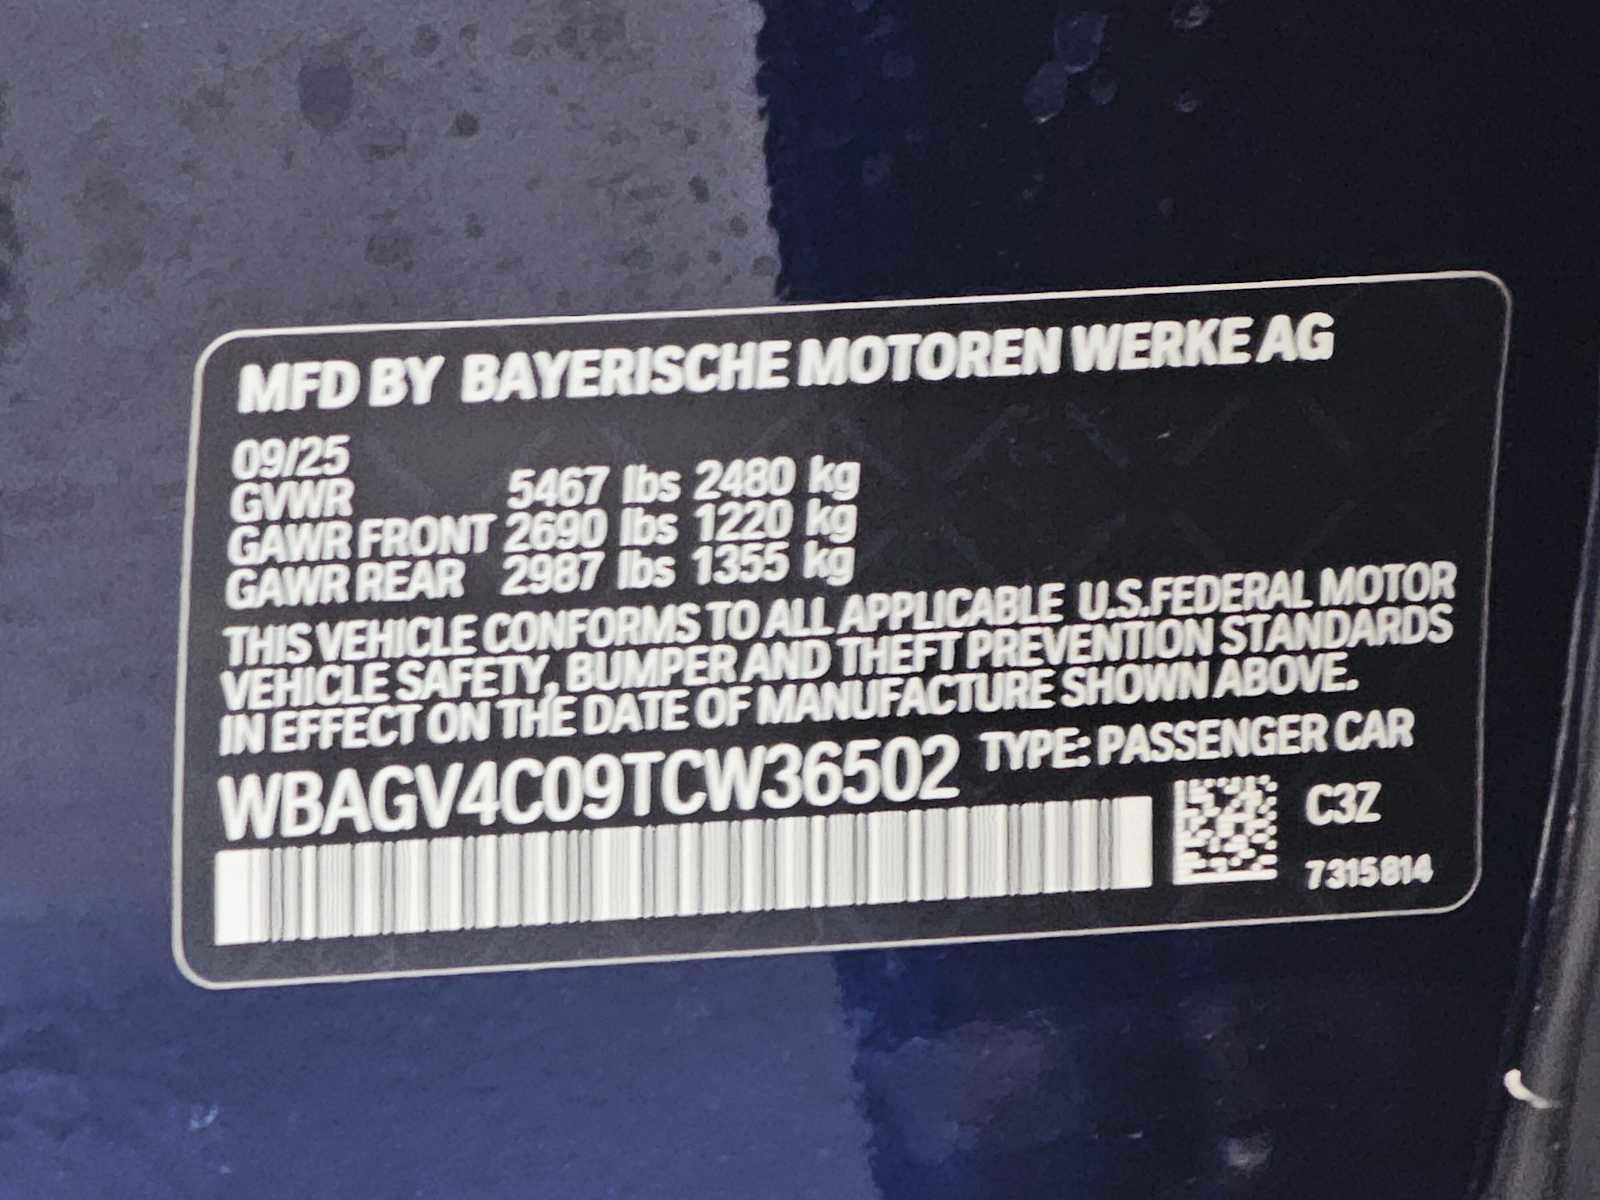 MFD BY BAYERISCHE MOTOREN WERKE AG
09/25
GVWR 5467 lbs 2480 kg
GAWR FRONT 2690 lbs 1220 kg
GAWR REAR 2987 lbs 1355 kg
THIS VEHICLE CONFORMS TO ALL APPLICABLE U.S.FEDERAL MOTOR
VEHICLE SAFETY, BUMPER AND THEFT PREVENTION STANDARDS
IN EFFECT ON THE DATE OF MANUFACTURE SHOWN ABOVE.
WBAGV4C09TCW36502 TYPE: PASSENGER CAR
C3Z
7315814